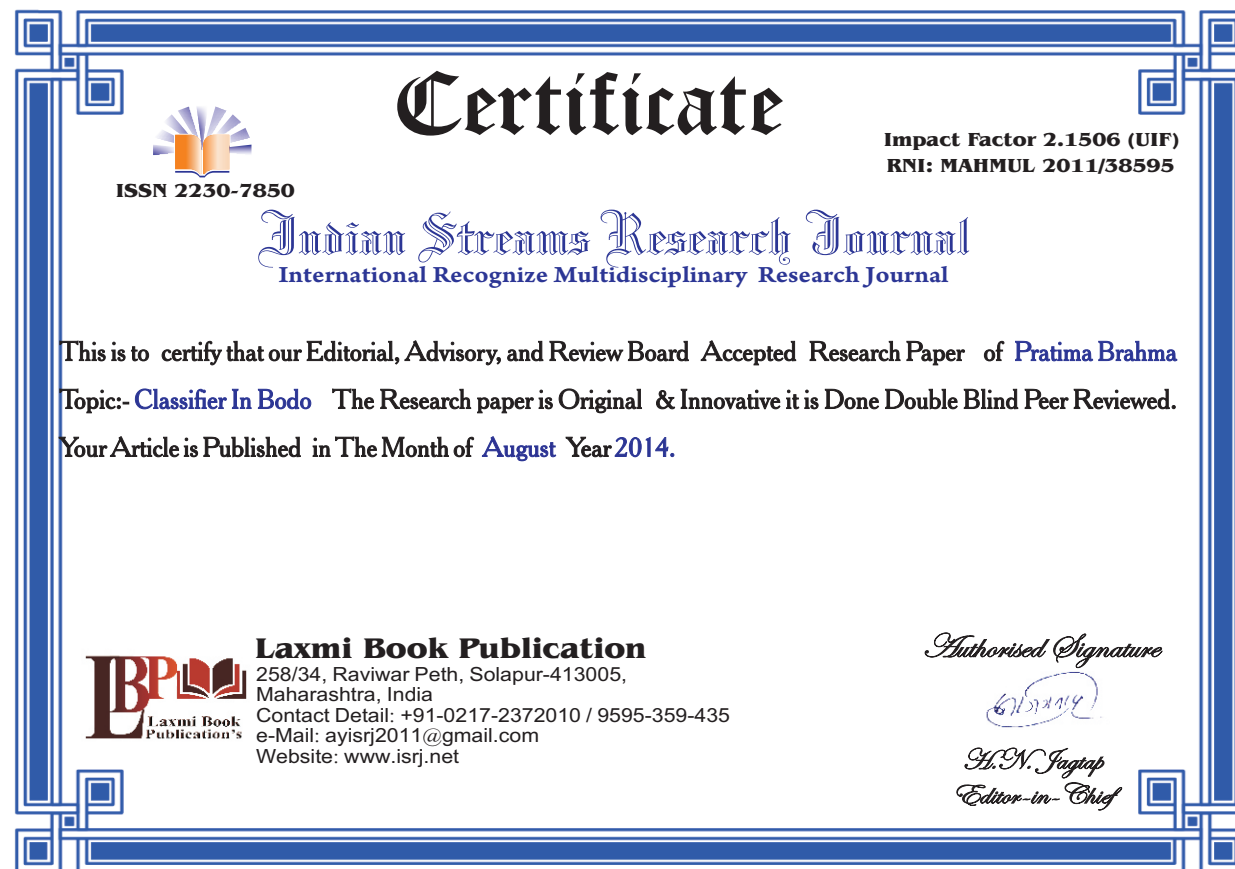 Certificate
ISSN 2230-7850
Impact Factor 2.1506 (UIF)
RNI: MAHMUL 2011/38595
Indian Streams Research Journal
International Recognize Multidisciplinary Research Journal
This is to certify that our Editorial, Advisory, and Review Board Accepted Research Paper of Pratima Brahma
Topic:- Classifier In Bodo The Research paper is Original & Innovative it is Done Double Blind Peer Reviewed.
Your Article is Published in The Month of August Year 2014.
LBP
Laxmi Book
Publication's
Laxmi Book Publication
258/34, Raviwar Peth, Solapur-413005,
Maharashtra, India
Contact Detail: +91-0217-2372010 / 9595-359-435
e-Mail: ayisrj2011@gmail.com
Website: www.isrj.net
Authorised Signature
H.N. Jagtap
Editor-in-Chief